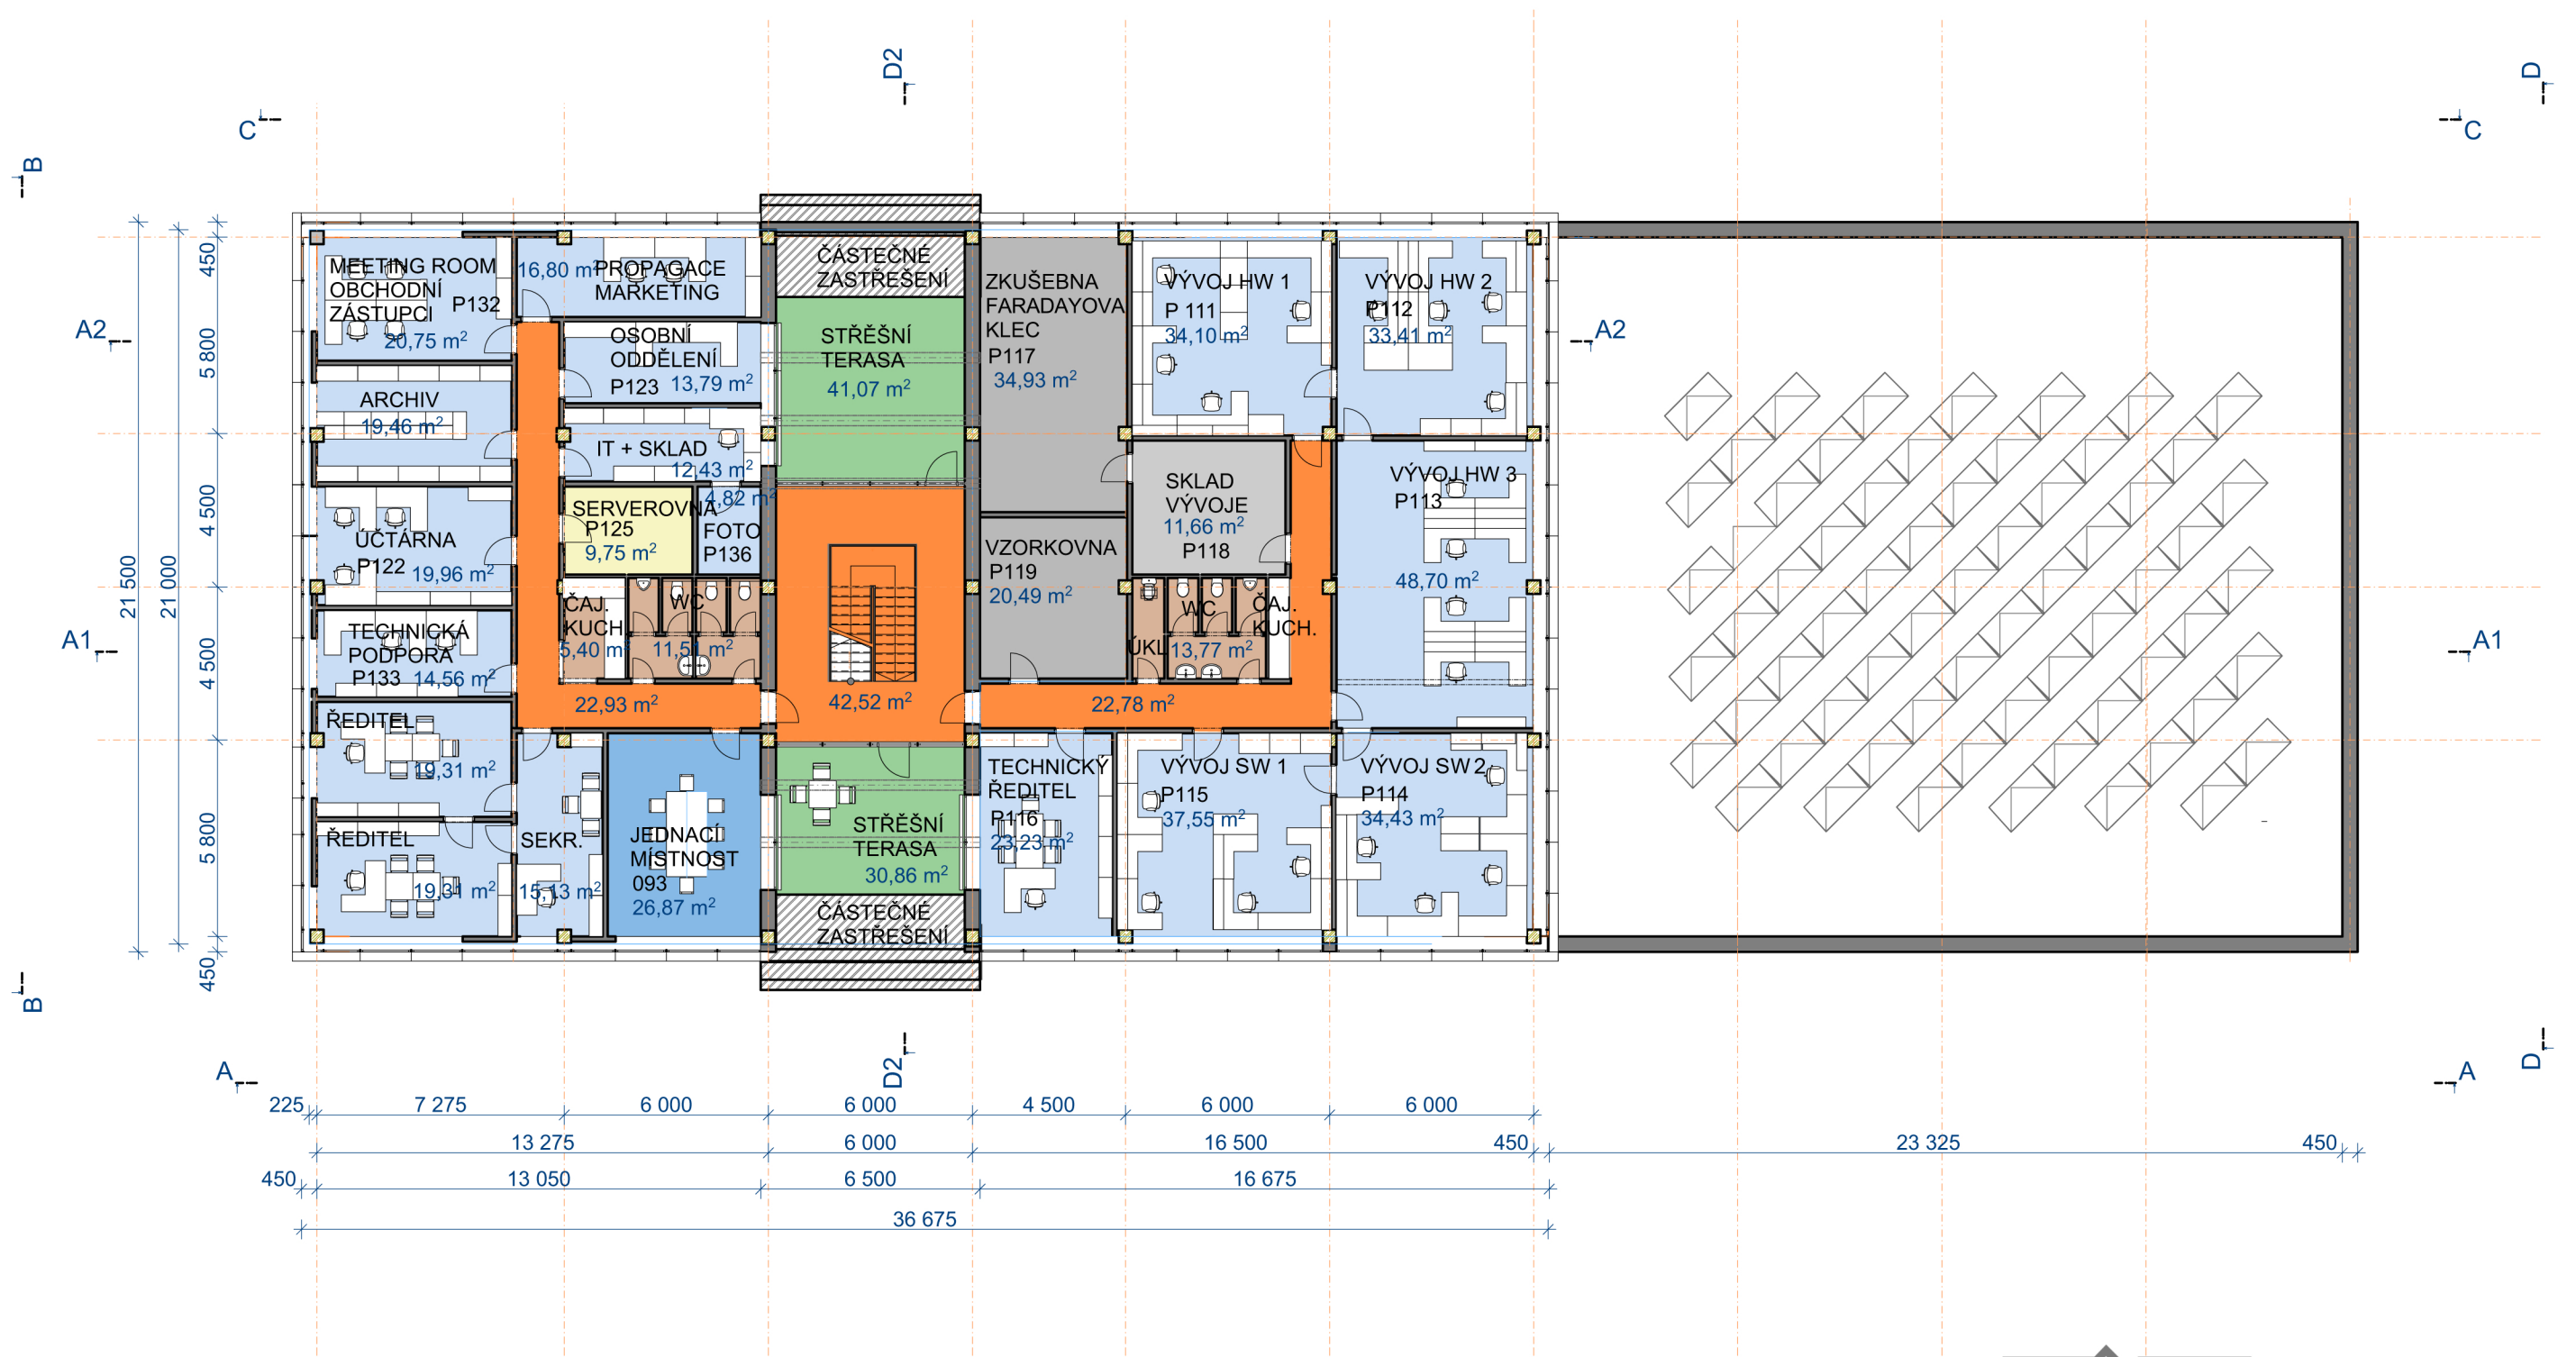 D2
D
C
C
B
MEETING ROOM
OBCHODNÍ
ZÁSTUPCI
P132
20,75 m²
16,80 m²
PROPAGACE
MARKETING
ČÁSTEČNÉ
ZASTŘEŠENÍ
ZKUŠEBNA
FARADAYOVA
KLEC
P117
34,93 m²
VÝVOJ HW 1
P 111
34,10 m²
VÝVOJ HW 2
P112
33,41 m²
A2
A2
OSOBNÍ
ODDĚLENÍ
P123
13,79 m²
STŘĚŠNÍ
TERASA
41,07 m²
ARCHIV
19,46 m²
IT + SKLAD
12,43 m²
4,82 m²
SERVEROVNA
P125
9,75 m²
FOTO
P136
SKLAD
VÝVOJE
11,66 m²
P118
VÝVOJ HW 3
P113
48,70 m²
ÚČTÁRNA
P122
19,96 m²
VZORKOVNA
P119
20,49 m²
ČAJ.
KUCH.
5,40 m²
WC
11,51 m²
ÚKL
WC
13,77 m²
ČAJ.
KUCH.
A1
A1
TECHNICKÁ
PODPORA
P133
14,56 m²
22,93 m²
42,52 m²
22,78 m²
ŘEDITEL
19,31 m²
ŘEDITEL
19,31 m²
SEKR.
15,13 m²
JEDNACÍ
MÍSTNOST
093
26,87 m²
STŘĚŠNÍ
TERASA
30,86 m²
ČÁSTEČNÉ
ZASTŘEŠENÍ
TECHNICKÝ
ŘEDITEL
P116
23,23 m²
VÝVOJ SW 1
P115
37,55 m²
VÝVOJ SW 2
P114
34,43 m²
450
5 800
4 500
4 500
5 800
450
21 500
21 000
B
A
D2
A
D
225
7 275
6 000
6 000
4 500
6 000
6 000
13 275
6 000
16 500
450
23 325
450
450
13 050
6 500
16 675
36 675